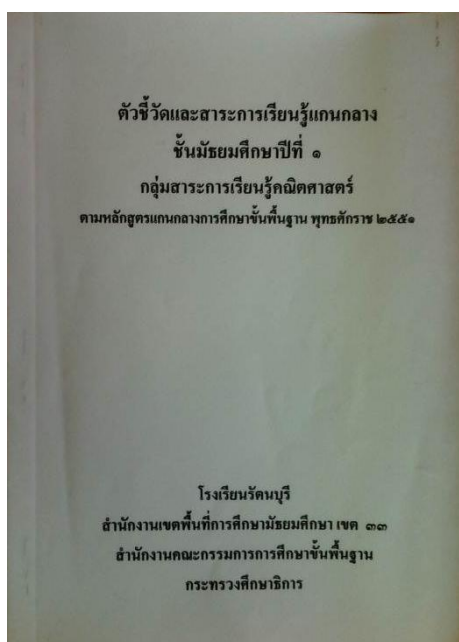 ตัวชี้วัดและสาระการเรียนรู้แกนกลาง
ชั้นมัธยมศึกษาปีที่ ๑
กลุ่มสาระการเรียนรู้คณิตศาสตร์
ตามหลักสูตรแกนกลางการศึกษาขั้นพื้นฐาน พุทธศักราช ๒๕๕๑
โรงเรียนรัตนบุรี
สำนักงานเขตพื้นที่การศึกษามัธยมศึกษา เขต ๓๓
สำนักงานคณะกรรมการการศึกษาขั้นพื้นฐาน
กระทรวงศึกษาธิการ